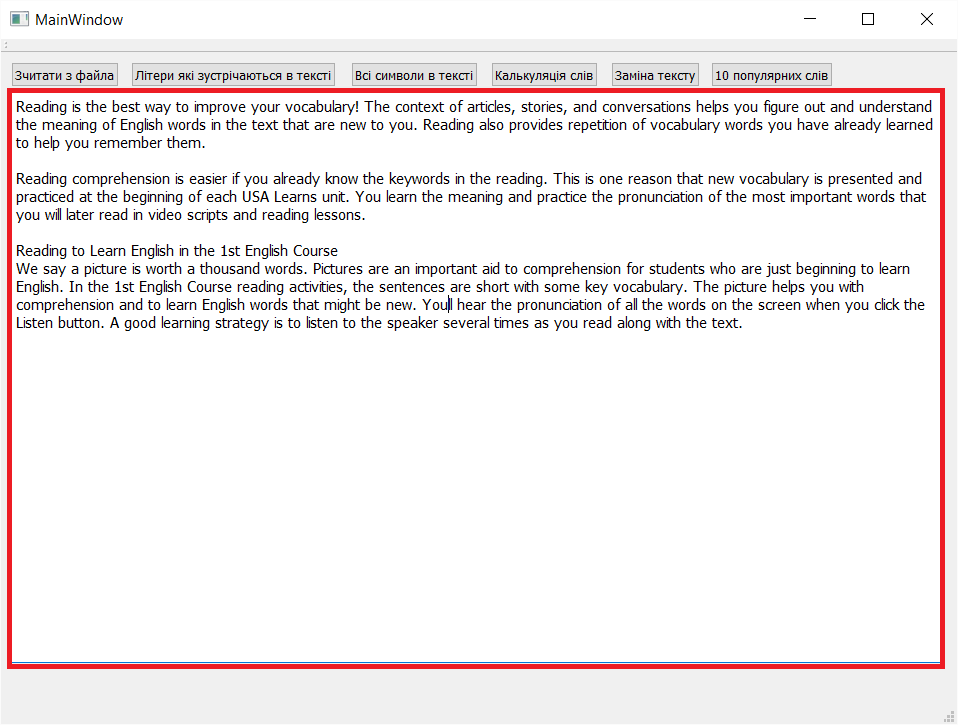 MainWindow
Зчитати з файла
Літери які зустрічаються в тексті
Всі символи в тексті
Калькуляція слів
Заміна тексту
10 популярних слів
Reading is the best way to improve your vocabulary! The context of articles, stories, and conversations helps you figure out and understand
the meaning of English words in the text that are new to you. Reading also provides repetition of vocabulary words you have already learned
to help you remember them.
Reading comprehension is easier if you already know the keywords in the reading. This is one reason that new vocabulary is presented and
practiced at the beginning of each USA Learns unit. You learn the meaning and practice the pronunciation of the most important words that
you will later read in video scripts and reading lessons.
Reading to Learn English in the 1st English Course
We say a picture is worth a thousand words. Pictures are an important aid to comprehension for students who are just beginning to learn
English. In the 1st English Course reading activities, the sentences are short with some key vocabulary. The picture helps you with
comprehension and to learn English words that might be new. Youl hear the pronunciation of all the words on the screen when you click the
Listen button. A good learning strategy is to listen to the speaker several times as you read along with the text.